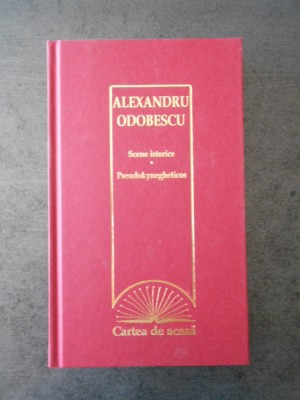 ALEXANDRU
ODOBESCU
Scene istorice
*
Pseudokynegheticos
Cartea de acasă